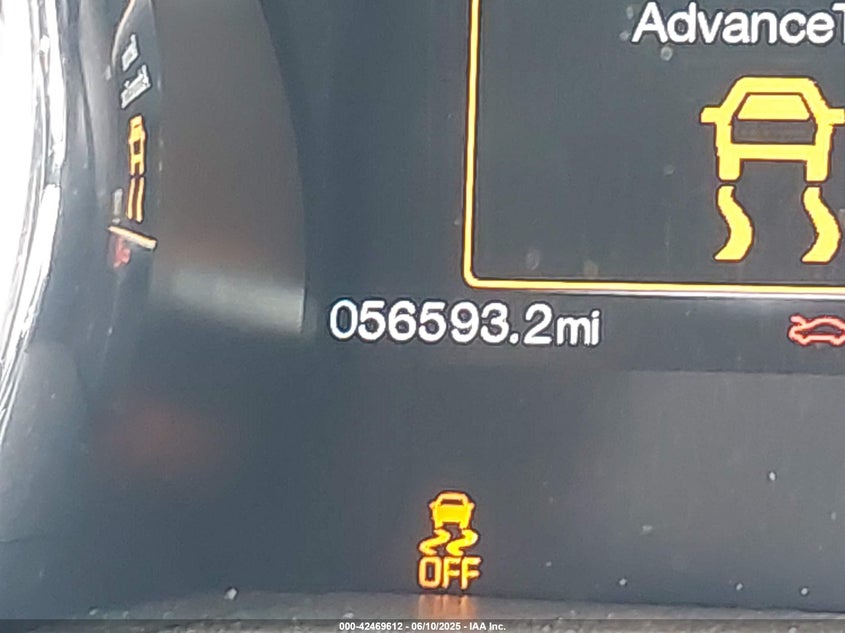 AdvanceT
056593.2mi
OFF
000-42469612 - 06/10/2025 - IAA Inc.